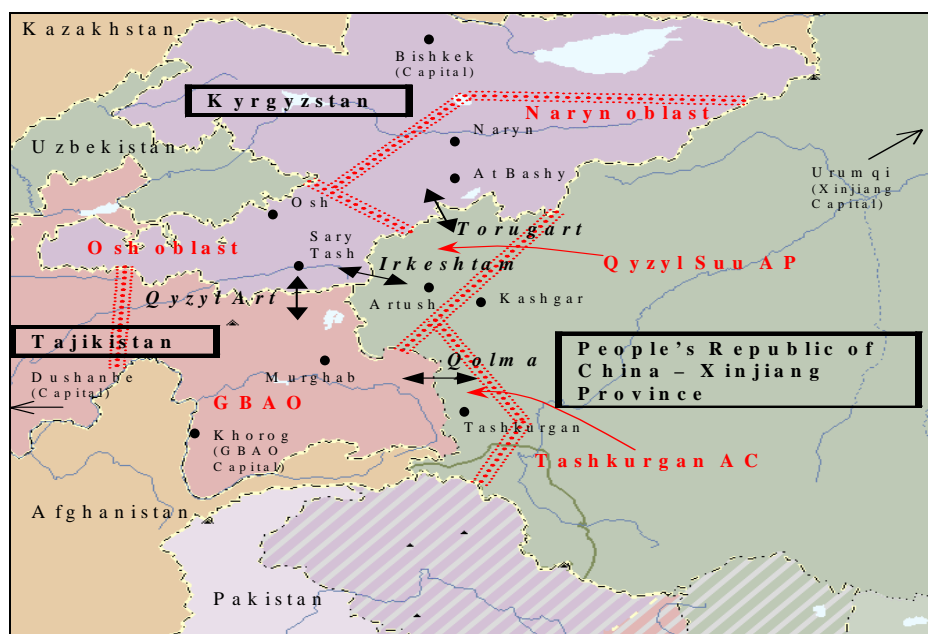 Kazakhstan
Bishkek
(Capital)
Kyrgyzstan
Naryn oblast
Naryn
Uzbekistan
AtBashy
Urumqi
(Xinjiang
Capital)
Osh
Torugart
Osh oblast
Sary
Tash
Irkeshtam
Qyzyl Suu AP
Qyzyl Art
Artush
Kashgar
Tajikistan
People's Republic of
China – Xinjiang
Province
Qolma
Murghab
Dushanbe
(Capital)
GBAO
Tashkurgan
Khorog
(GBAO
Capital)
Tashkurgan AC
Afghanistan
Pakistan